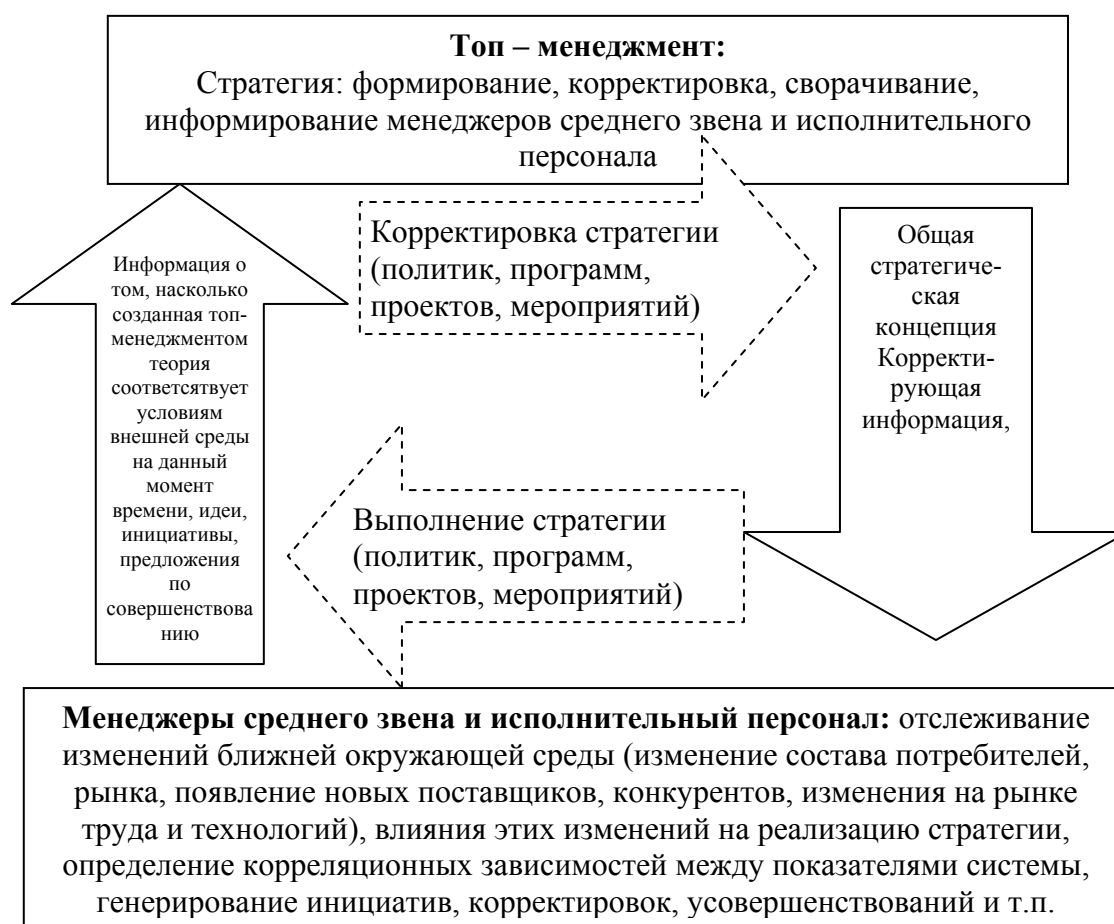 Топ – менеджмент:
Стратегия: формирование, корректировка, сворачивание,
информирование менеджеров среднего звена и исполнительного
персонала
Информация о
том, насколько
созданная топ-
менеджментом
теория
соответсятвует
условиям
внешней среды
на данный
момент
времени, идеи,
инициативы,
предложения
по
совершенствова
нию
Корректировка стратегии
(политик, программ,
проектов, мероприятий)
Общая
стратегиче-
ская
концепция
Корректи-
рующая
информация,
Выполнение стратегии
(политик, программ,
проектов, мероприятий)
Менеджеры среднего звена и исполнительный персонал: отслеживание
изменений ближней окружающей среды (изменение состава потребителей,
рынка, появление новых поставщиков, конкурентов, изменения на рынке
труда и технологий), влияния этих изменений на реализацию стратегии,
определение корреляционных зависимостей между показателями системы,
генерирование инициатив, корректировок, усовершенствований и т.п.